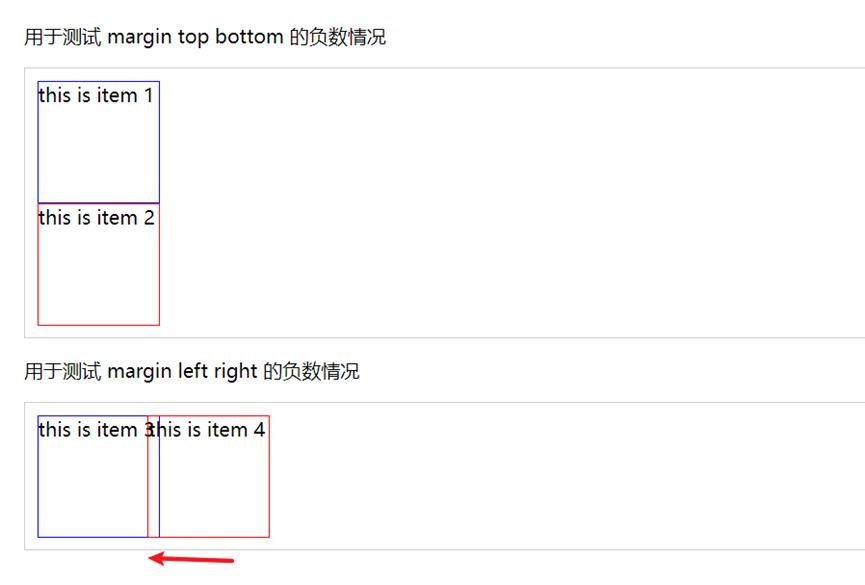 用于测试 margin top bottom 的负数情况
this is item 1
this is item 2
用于测试 margin left right 的负数情况
this is item 3 this is item 4